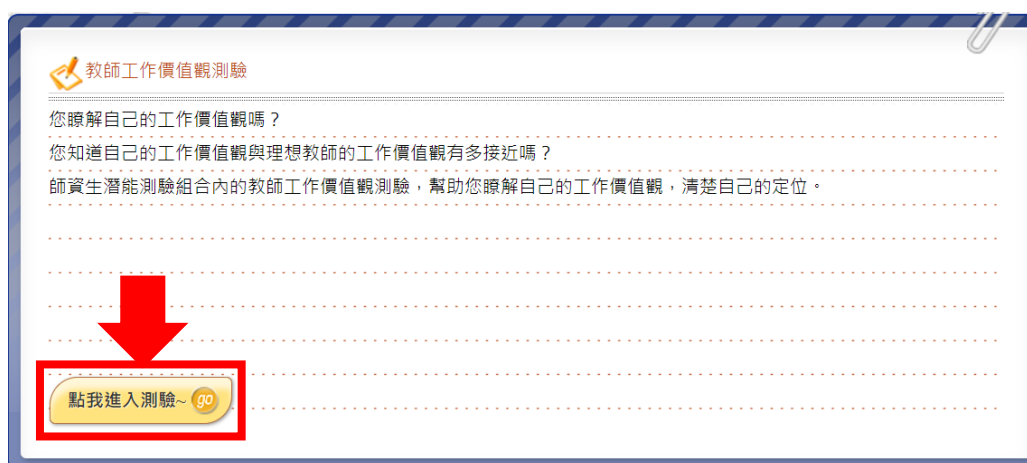 教師工作價值觀測驗
您瞭解自己的工作價值觀嗎？
您知道自己的工作價值觀與理想教師的工作價值觀有多接近嗎？
師資生潛能測驗組合內的教師工作價值觀測驗，幫助您瞭解自己的工作價值觀，清楚自己的定位。
點我進入測驗~ go